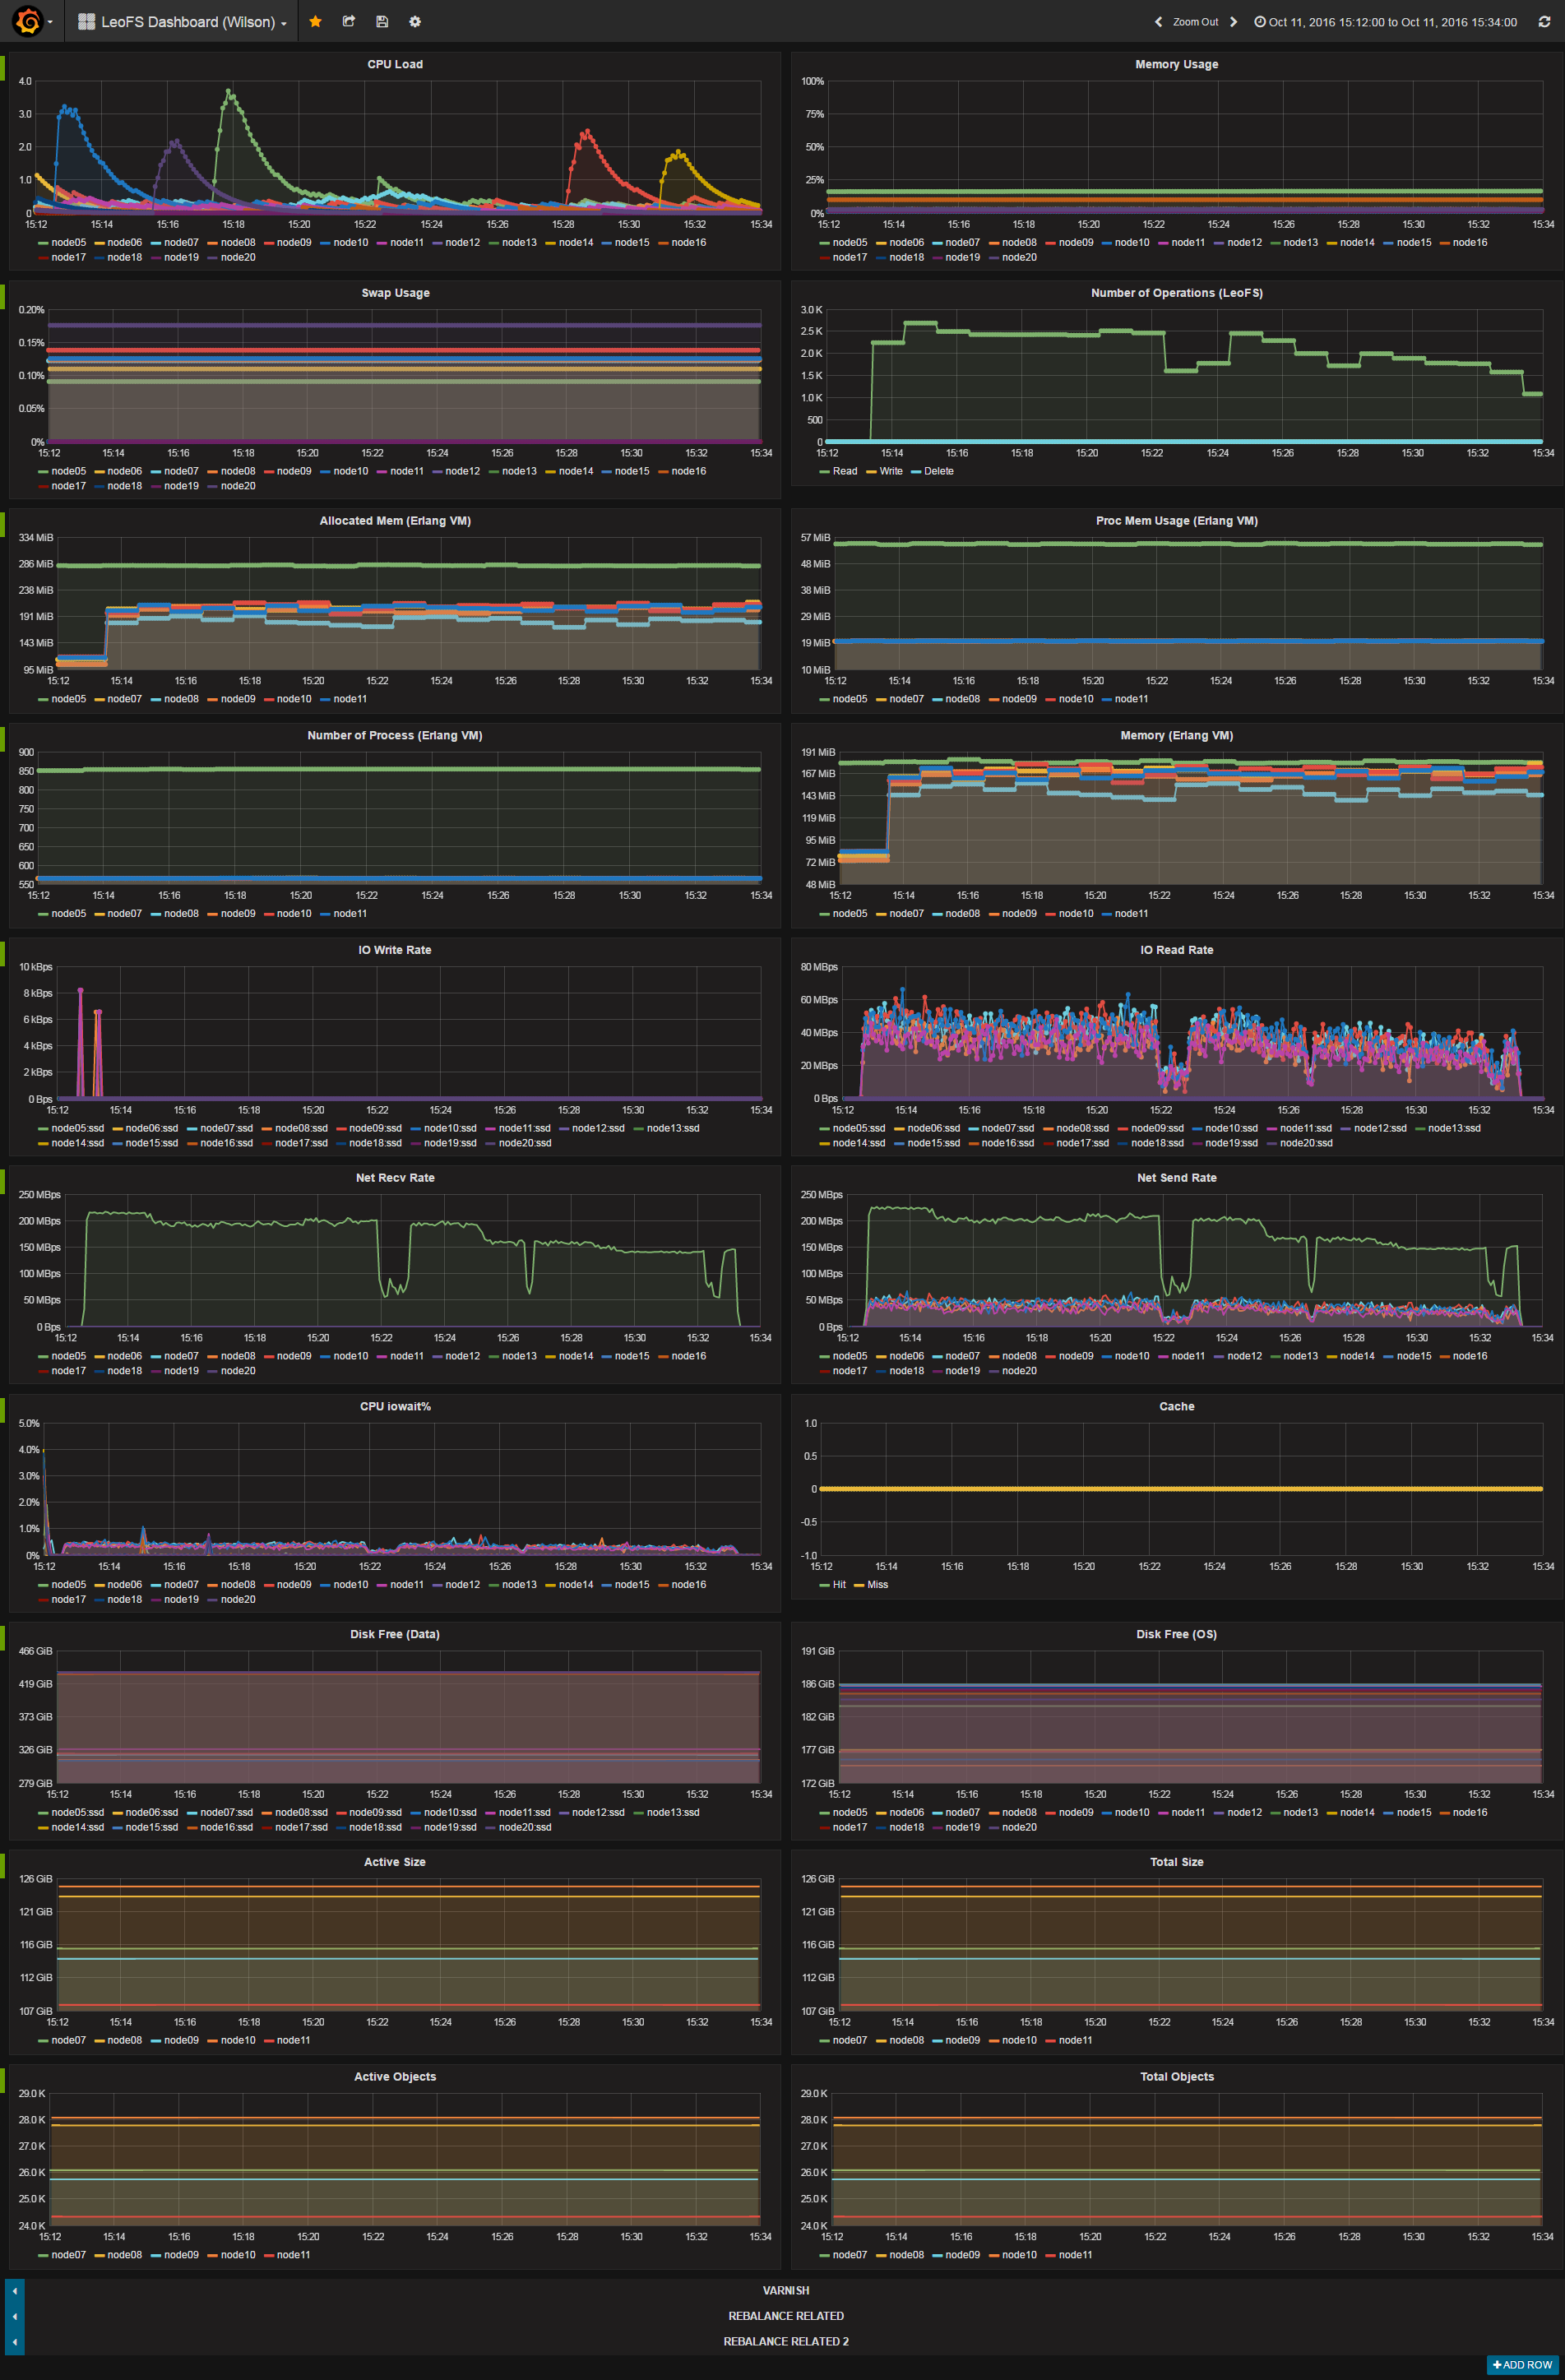 LeoFS Dashboard (Wilson)
Zoom Out
Oct 11, 2016 15:12:00 to Oct 11, 2016 15:34:00
CPU Load
4.0
3.0
2.0
1.0
0
15:12 15:14 15:16 15:18 15:20 15:22 15:24 15:26 15:28 15:30 15:32 15:34
node05 node06 node07 node08 node09 node10 node11 node12 node13 node14 node15 node16
node17 node18 node19 node20
Memory Usage
100%
75%
50%
25%
0%
15:12 15:14 15:16 15:18 15:20 15:22 15:24 15:26 15:28 15:30 15:32 15:34
node05 node06 node07 node08 node09 node10 node11 node12 node13 node14 node15 node16
node17 node18 node19 node20
Swap Usage
0.20%
0.15%
0.10%
0.05%
0%
15:12 15:14 15:16 15:18 15:20 15:22 15:24 15:26 15:28 15:30 15:32 15:34
node05 node06 node07 node08 node09 node10 node11 node12 node13 node14 node15 node16
node17 node18 node19 node20
Number of Operations (LeoFS)
3.0 K
2.5 K
2.0 K
1.5 K
1.0 K
500
0
15:12 15:14 15:16 15:18 15:20 15:22 15:24 15:26 15:28 15:30 15:32 15:34
Read Write Delete
Allocated Mem (Erlang VM)
334 MiB
286 MiB
238 MiB
191 MiB
143 MiB
95 MiB
15:12 15:14 15:16 15:18 15:20 15:22 15:24 15:26 15:28 15:30 15:32 15:34
node05 node07 node08 node09 node10 node11
Proc Mem Usage (Erlang VM)
57 MiB
48 MiB
38 MiB
29 MiB
19 MiB
10 MiB
15:12 15:14 15:16 15:18 15:20 15:22 15:24 15:26 15:28 15:30 15:32 15:34
node05 node07 node08 node09 node10 node11
Number of Process (Erlang VM)
900
850
800
750
700
650
600
550
15:12 15:14 15:16 15:18 15:20 15:22 15:24 15:26 15:28 15:30 15:32 15:34
node05 node07 node08 node09 node10 node11
Memory (Erlang VM)
191 MiB
167 MiB
143 MiB
119 MiB
95 MiB
72 MiB
48 MiB
15:12 15:14 15:16 15:18 15:20 15:22 15:24 15:26 15:28 15:30 15:32 15:34
node05 node07 node08 node09 node10 node11
IO Write Rate
10 kBps
8 kBps
6 kBps
4 kBps
2 kBps
0 Bps
15:12 15:14 15:16 15:18 15:20 15:22 15:24 15:26 15:28 15:30 15:32 15:34
node05:ssd node06:ssd node07:ssd node08:ssd node09:ssd node10:ssd node11:ssd node12:ssd node13:ssd
node14:ssd node15:ssd node16:ssd node17:ssd node18:ssd node19:ssd node20:ssd
IO Read Rate
80 MBps
60 MBps
40 MBps
20 MBps
0 Bps
15:12 15:14 15:16 15:18 15:20 15:22 15:24 15:26 15:28 15:30 15:32 15:34
node05:ssd node06:ssd node07:ssd node08:ssd node09:ssd node10:ssd node11:ssd node12:ssd node13:ssd
node14:ssd node15:ssd node16:ssd node17:ssd node18:ssd node19:ssd node20:ssd
Net Recv Rate
250 MBps
200 MBps
150 MBps
100 MBps
50 MBps
0 Bps
15:12 15:14 15:16 15:18 15:20 15:22 15:24 15:26 15:28 15:30 15:32 15:34
node05 node06 node07 node08 node09 node10 node11 node12 node13 node14 node15 node16
node17 node18 node19 node20
Net Send Rate
250 MBps
200 MBps
150 MBps
100 MBps
50 MBps
0 Bps
15:12 15:14 15:16 15:18 15:20 15:22 15:24 15:26 15:28 15:30 15:32 15:34
node05 node06 node07 node08 node09 node10 node11 node12 node13 node14 node15 node16
node17 node18 node19 node20
CPU iowait%
5.0%
4.0%
3.0%
2.0%
1.0%
0%
15:12 15:14 15:16 15:18 15:20 15:22 15:24 15:26 15:28 15:30 15:32 15:34
node05 node06 node07 node08 node09 node10 node11 node12 node13 node14 node15 node16
node17 node18 node19 node20
Cache
1.0
0.5
0
-0.5
-1.0
15:12 15:14 15:16 15:18 15:20 15:22 15:24 15:26 15:28 15:30 15:32 15:34
Hit Miss
Disk Free (Data)
466 GiB
419 GiB
373 GiB
326 GiB
279 GiB
15:12 15:14 15:16 15:18 15:20 15:22 15:24 15:26 15:28 15:30 15:32 15:34
node05:ssd node06:ssd node07:ssd node08:ssd node09:ssd node10:ssd node11:ssd node12:ssd node13:ssd
node14:ssd node15:ssd node16:ssd node17:ssd node18:ssd node19:ssd node20:ssd
Disk Free (OS)
191 GiB
186 GiB
182 GiB
177 GiB
172 GiB
15:12 15:14 15:16 15:18 15:20 15:22 15:24 15:26 15:28 15:30 15:32 15:34
node05 node06 node07 node08 node09 node10 node11 node12 node13 node14 node15 node16
node17 node18 node19 node20
Active Size
126 GiB
121 GiB
116 GiB
112 GiB
107 GiB
15:12 15:14 15:16 15:18 15:20 15:22 15:24 15:26 15:28 15:30 15:32 15:34
node07 node08 node09 node10 node11
Total Size
126 GiB
121 GiB
116 GiB
112 GiB
107 GiB
15:12 15:14 15:16 15:18 15:20 15:22 15:24 15:26 15:28 15:30 15:32 15:34
node07 node08 node09 node10 node11
Active Objects
29.0 K
28.0 K
27.0 K
26.0 K
25.0 K
24.0 K
15:12 15:14 15:16 15:18 15:20 15:22 15:24 15:26 15:28 15:30 15:32 15:34
node07 node08 node09 node10 node11
Total Objects
29.0 K
28.0 K
27.0 K
26.0 K
25.0 K
24.0 K
15:12 15:14 15:16 15:18 15:20 15:22 15:24 15:26 15:28 15:30 15:32 15:34
node07 node08 node09 node10 node11
VARNISH
REBALANCE RELATED
REBALANCE RELATED 2
+ADD ROW